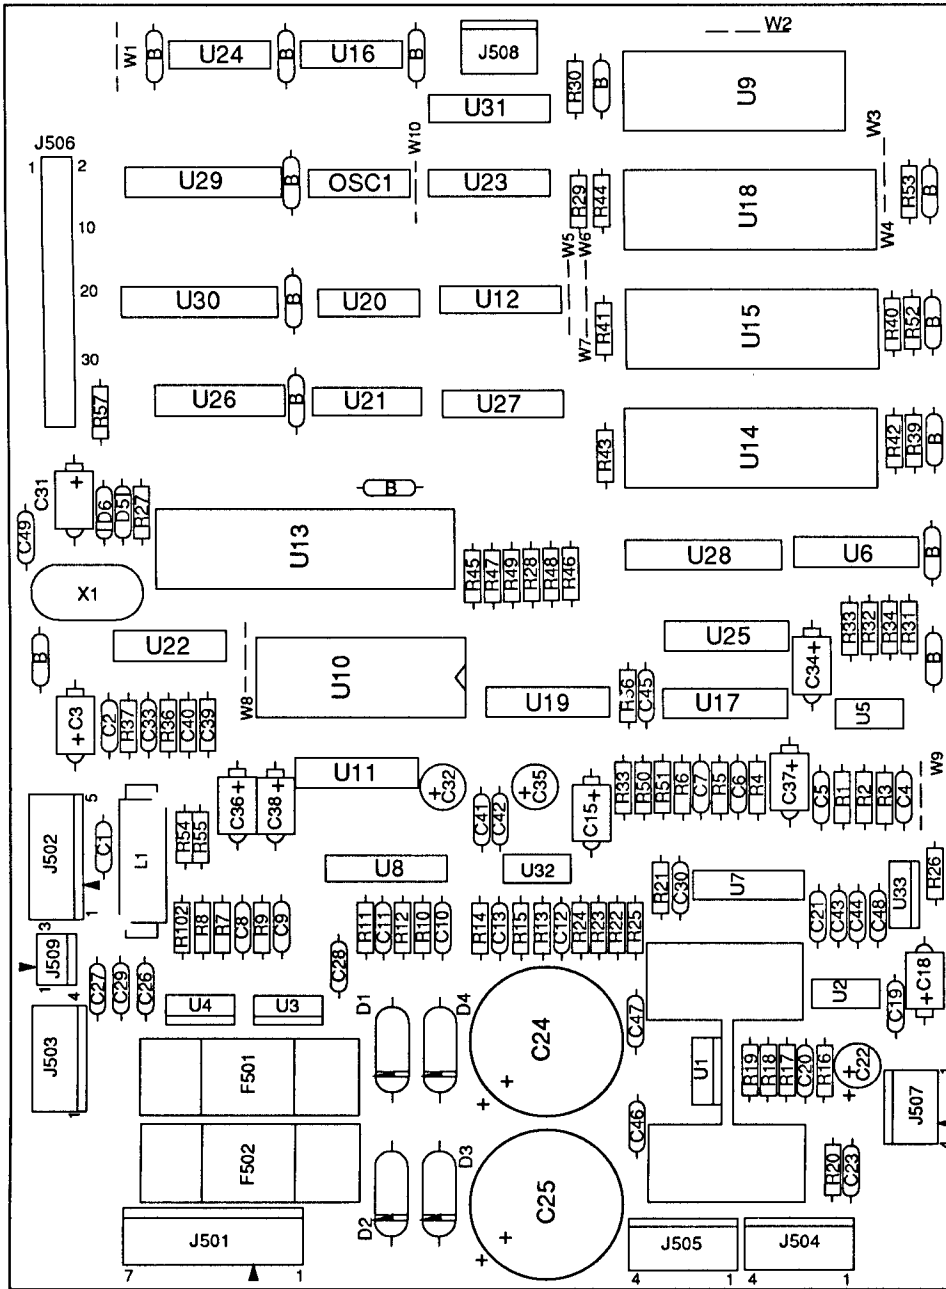 W2
W1
B
U24
B
U16
B
J508
R30
B
U9
U31
W10
W3
J506
1
2
U29
B
OSC1
U23
R29
R44
U18
R53
B
10
W4
W5
W6
20
U30
B
U20
U12
R41
U15
R40
R52
B
W7
30
R57
U26
B
U21
U27
R43
U14
R42
R39
B
C31
+
D6
D5
R27
B
C49
U13
U28
U6
B
X1
R45
R47
R49
R28
R48
R46
R33
R32
R34
R31
B
U22
U10
U25
C34+
B
W8
U19
R56
C45
U17
U5
+C3
C2
R37
C33
R36
C40
C39
U11
C36+
C38+
+C32
+C35
C15+
R33
R50
R51
R6
C7
R5
C6
R4
C37+
C5
R1
R2
R3
C4
W9
5
J502
1
C1
L1
R54
R55
C41
C42
U8
U32
R21
C30
U7
U33
R26
R102
R8
R7
C8
R9
C9
R11
C11
R12
R10
C10
R14
C13
R15
R13
C12
R24
R23
R22
R25
C21
C43
C44
C48
3
J509
1
C28
C27
C29
C26
U4
U3
D1
D4
C24
+
+
C47
U2
C19
+C18
4
J503
1
F501
U1
R19
R18
R17
C20
R16
+
C22
+
1
J507
4
C46
F502
D2
D3
C25
+
+
R20
C23
J501
7
1
J505
4
1
J504
4
1